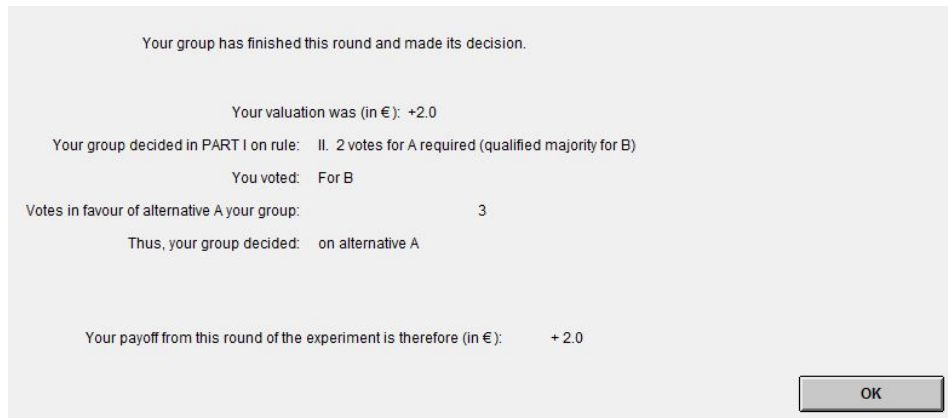 Your group has finished this round and made its decision.
Your valuation was (in €): +2.0
Your group decided in PART I on rule: II. 2 votes for A required (qualified majority for B)
You voted: For B
Votes in favour of alternative A your group: 3
Thus, your group decided: on alternative A
Your payoff from this round of the experiment is therefore (in €): + 2.0
OK